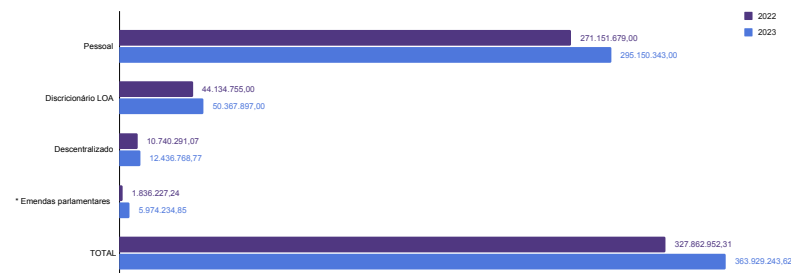 2022
2023
Pessoal
271.151.679,00
295.150.343,00
Discricionário LOA
44.134.755,00
50.367.897,00
Descentralizado
10.740.291,07
12.436.768,77
* Emendas parlamentares
1.836.227,24
5.974.234,85
TOTAL
327.862.952,31
363.929.243,62